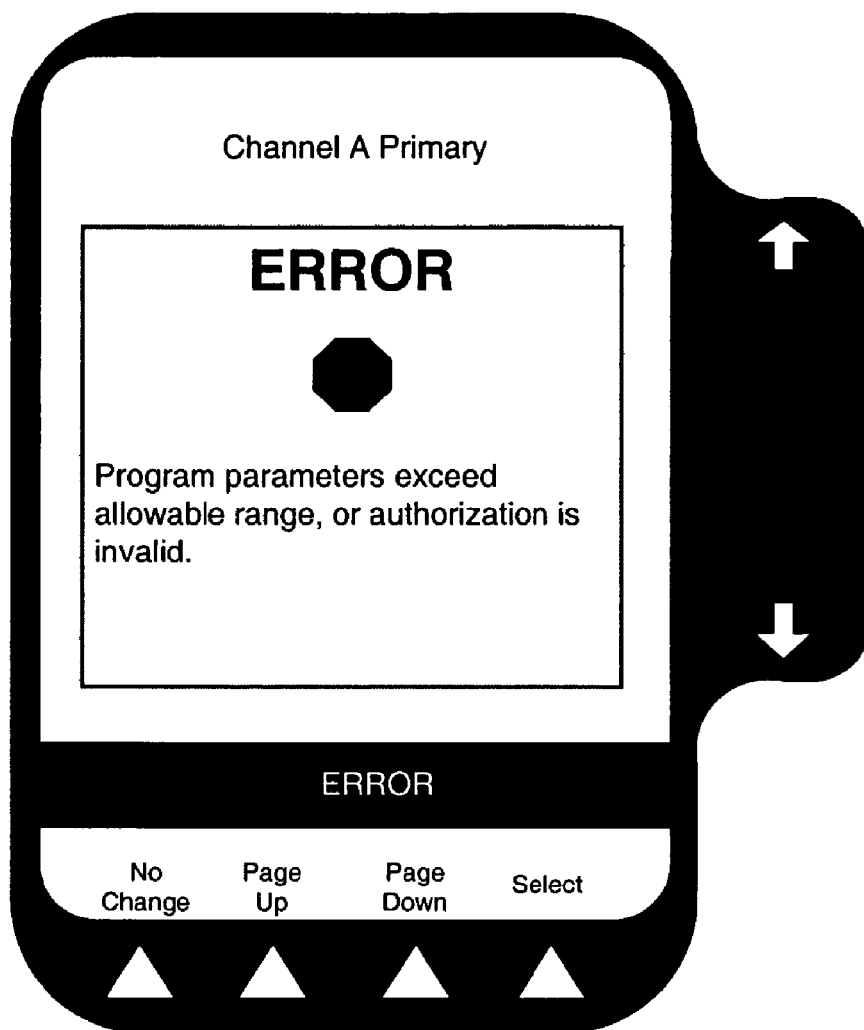 Channel A Primary
ERROR
Program parameters exceed
allowable range, or authorization is
invalid.
ERROR
No
Change
Page
Up
Page
Down
Select